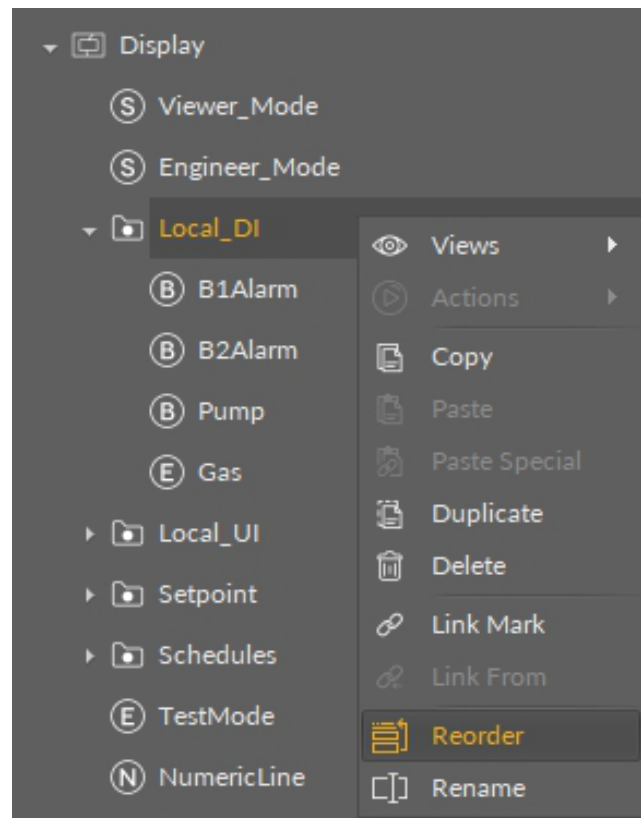 Display
S Viewer_Mode
S Engineer_Mode
Local_DI
B B1Alarm
B B2Alarm
B Pump
E Gas
Local_UI
Setpoint
Schedules
E TestMode
N NumericLine
Views
Actions
Copy
Paste
Paste Special
Duplicate
Delete
Link Mark
Link From
Reorder
Rename